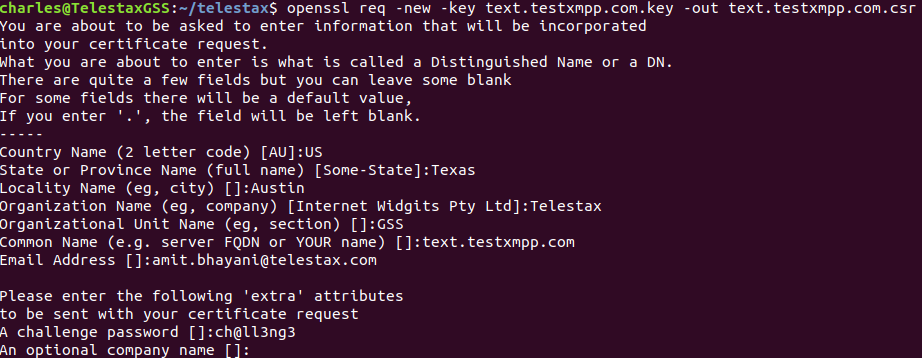 charles@TelestaxGSS:~/telestax$ openssl req -new -key text.testxmpp.com.key -out text.testxmpp.com.csr
You are about to be asked to enter information that will be incorporated
into your certificate request.
What you are about to enter is what is called a Distinguished Name or a DN.
There are quite a few fields but you can leave some blank
For some fields there will be a default value,
If you enter '.', the field will be left blank.
-----
Country Name (2 letter code) [AU]:US
State or Province Name (full name) [Some-State]:Texas
Locality Name (eg, city) []:Austin
Organization Name (eg, company) [Internet Widgits Pty Ltd]:Telestax
Organizational Unit Name (eg, section) []:GSS
Common Name (e.g. server FQDN or YOUR name) []:text.testxmpp.com
Email Address []:amit.bhayani@telestax.com

Please enter the following 'extra' attributes
to be sent with your certificate request
A challenge password []:ch@ll3ng3
An optional company name []: